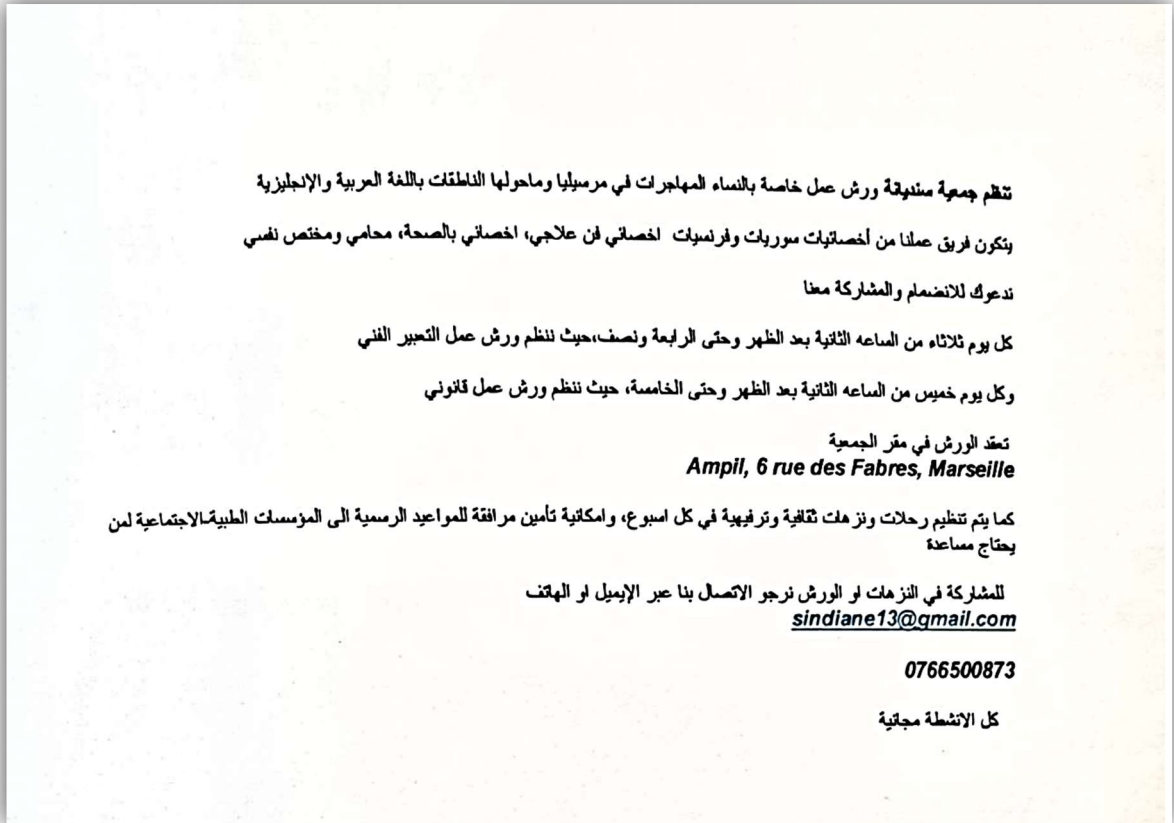 تنظم جمعية سنديانة ورش عمل خاصة بالنساء المهاجرات في مرسيليا وماحولها الناطقات باللغة العربية والإنجليزية
يتكون فريق عملنا من أخصائيات سوريات وفرنسيات اخصائي فن علاجي، اخصائي بالصحة، محامي ومختص نفسي
ندعوك للانضمام والمشاركة معنا
كل يوم ثلاثاء من الساعه الثانية بعد الظهر وحتى الرابعة ونصف،حيث ننظم ورش عمل التعبير الفني
وكل يوم خميس من الساعه الثانية بعد الظهر وحتى الخامسة، حيث ننظم ورش عمل قانوني
تعقد الورش في مقر الجمعية
Ampil, 6 rue des Fabres, Marseille
كما يتم تنظيم رحلات ونزهات ثقافية وترفيهية في كل اسبوع، وامكانية تأمين مرافقة للمواعيد الرسمية الى المؤسسات الطبية-الاجتماعية لمن
يحتاج مساعدة
للمشاركة في النزهات او الورش نرجو الاتصال بنا عبر الإيميل او الهاتف
sindiane13@gmail.com
0766500873
كل الانشطة مجانية